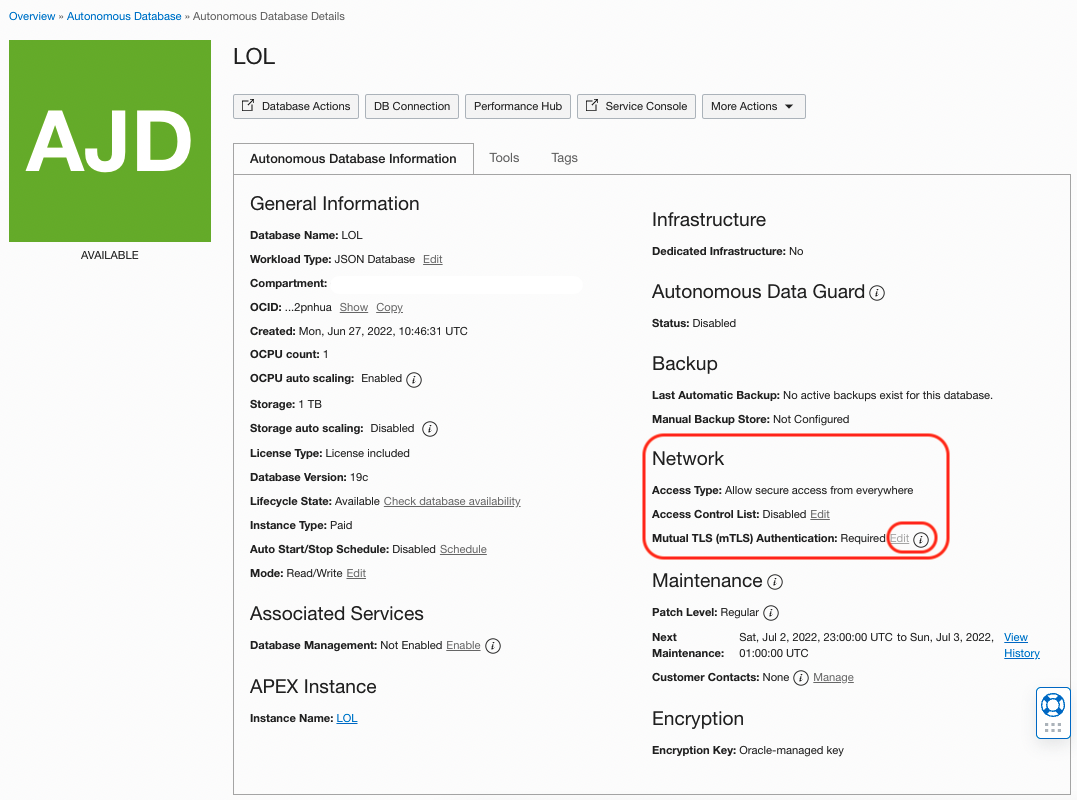 Overview » Autonomous Database » Autonomous Database Details
AJD
AVAILABLE
LOL
Database Actions
DB Connection
Performance Hub
Service Console
More Actions
Autonomous Database Information
Tools
Tags
General Information
Database Name: LOL
Workload Type: JSON Database Edit
Compartment:
OCID: ...2pnhua Show Copy
Created: Mon, Jun 27, 2022, 10:46:31 UTC
OCPU count: 1
OCPU auto scaling: Enabled i
Storage: 1 TB
Storage auto scaling: Disabled i
License Type: License included
Database Version: 19c
Lifecycle State: Available Check database availability
Instance Type: Paid
Auto Start/Stop Schedule: Disabled Schedule
Mode: Read/Write Edit
Associated Services
Database Management: Not Enabled Enable i
APEX Instance
Instance Name: LOL
Infrastructure
Dedicated Infrastructure: No
Autonomous Data Guard i
Status: Disabled
Backup
Last Automatic Backup: No active backups exist for this database.
Manual Backup Store: Not Configured
Network
Access Type: Allow secure access from everywhere
Access Control List: Disabled Edit
Mutual TLS (mTLS) Authentication: Required Edit i
Maintenance i
Patch Level: Regular i
Next Sat, Jul 2, 2022, 23:00:00 UTC to Sun, Jul 3, 2022, View
Maintenance: 01:00:00 UTC History
Customer Contacts: None i Manage
Encryption
Encryption Key: Oracle-managed key